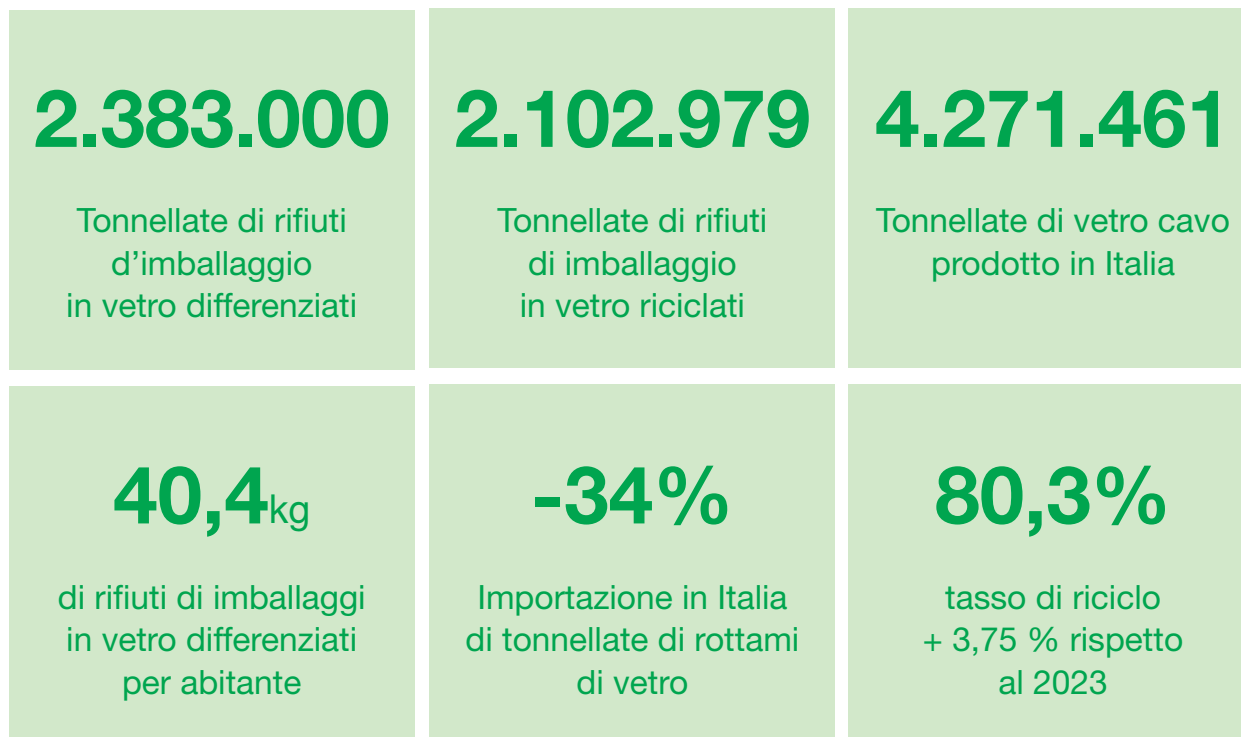 2.383.000
Tonnellate di rifiuti
d’imballaggio
in vetro differenziati
2.102.979
Tonnellate di rifiuti
di imballaggio
in vetro riciclati
4.271.461
Tonnellate di vetro cavo
prodotto in Italia
40,4kg
di rifiuti di imballaggi
in vetro differenziati
per abitante
-34%
Importazione in Italia
di tonnellate di rottami
di vetro
80,3%
tasso di riciclo
+ 3,75 % rispetto
al 2023